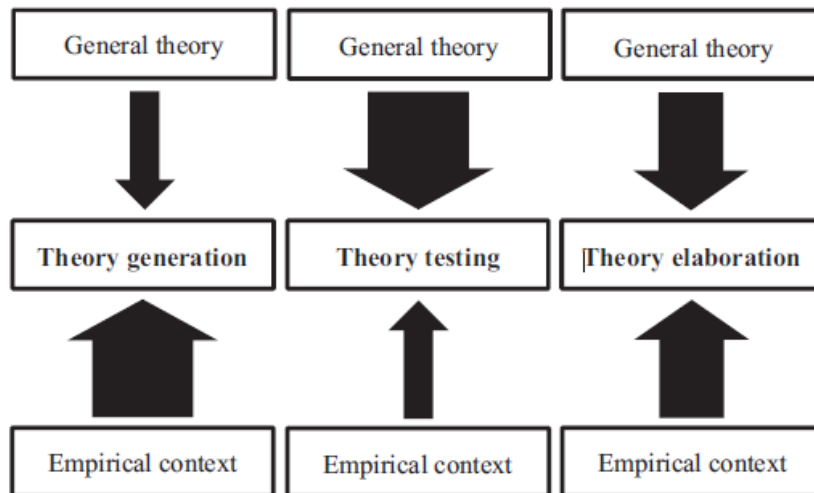 General theory
General theory
General theory
Theory generation
Theory testing
Theory elaboration
Empirical context
Empirical context
Empirical context